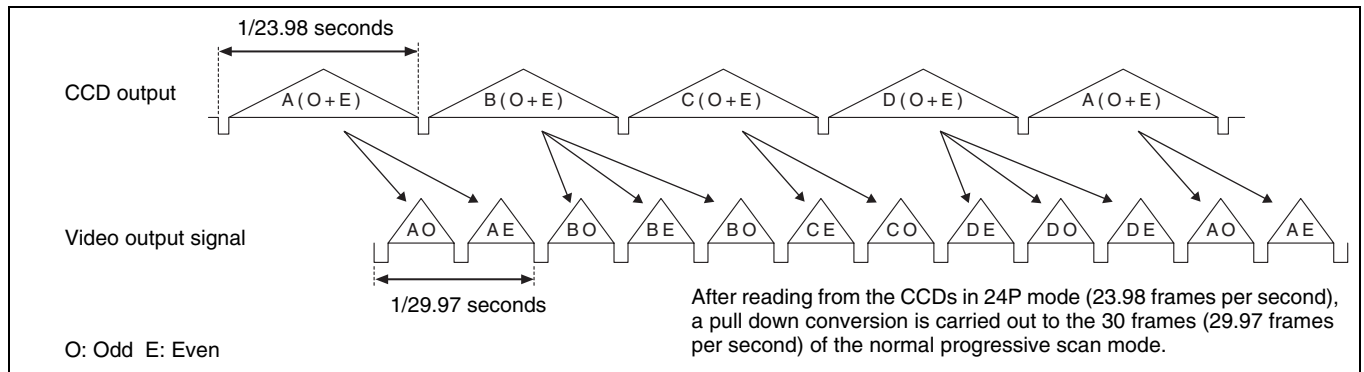 1/23.98 seconds
CCD output
A(O+E) B(O+E) C(O+E) D(O+E) A(O+E)
Video output signal
AO AE BO BE BO CE CO DE DO DE AO AE
1/29.97 seconds
After reading from the CCDs in 24P mode (23.98 frames per second),
a pull down conversion is carried out to the 30 frames (29.97 frames
per second) of the normal progressive scan mode.
O: Odd E: Even